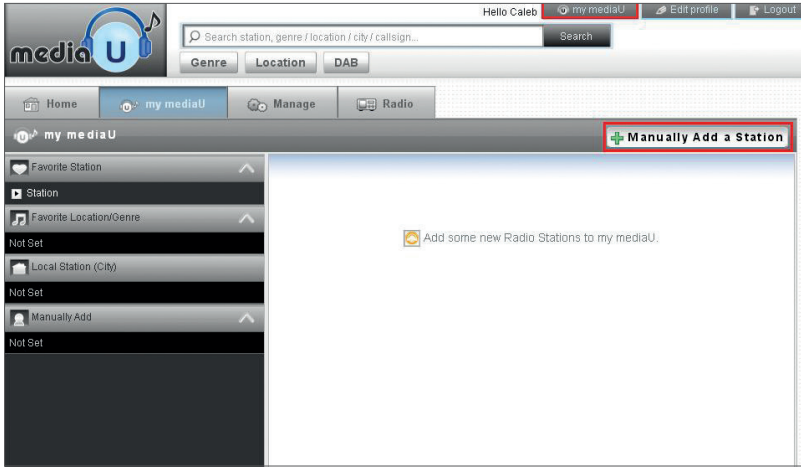 Hello Caleb my mediaU Edit profile Logout
media U
Search station, genre / location / city / callsign...
Search
Genre Location DAB
Home my mediaU Manage Radio
my mediaU
Manually Add a Station
Favorite Station
Station
Favorite Location/Genre
Not Set
Local Station (City)
Not Set
Manually Add
Not Set
Add some new Radio Stations to my mediaU.